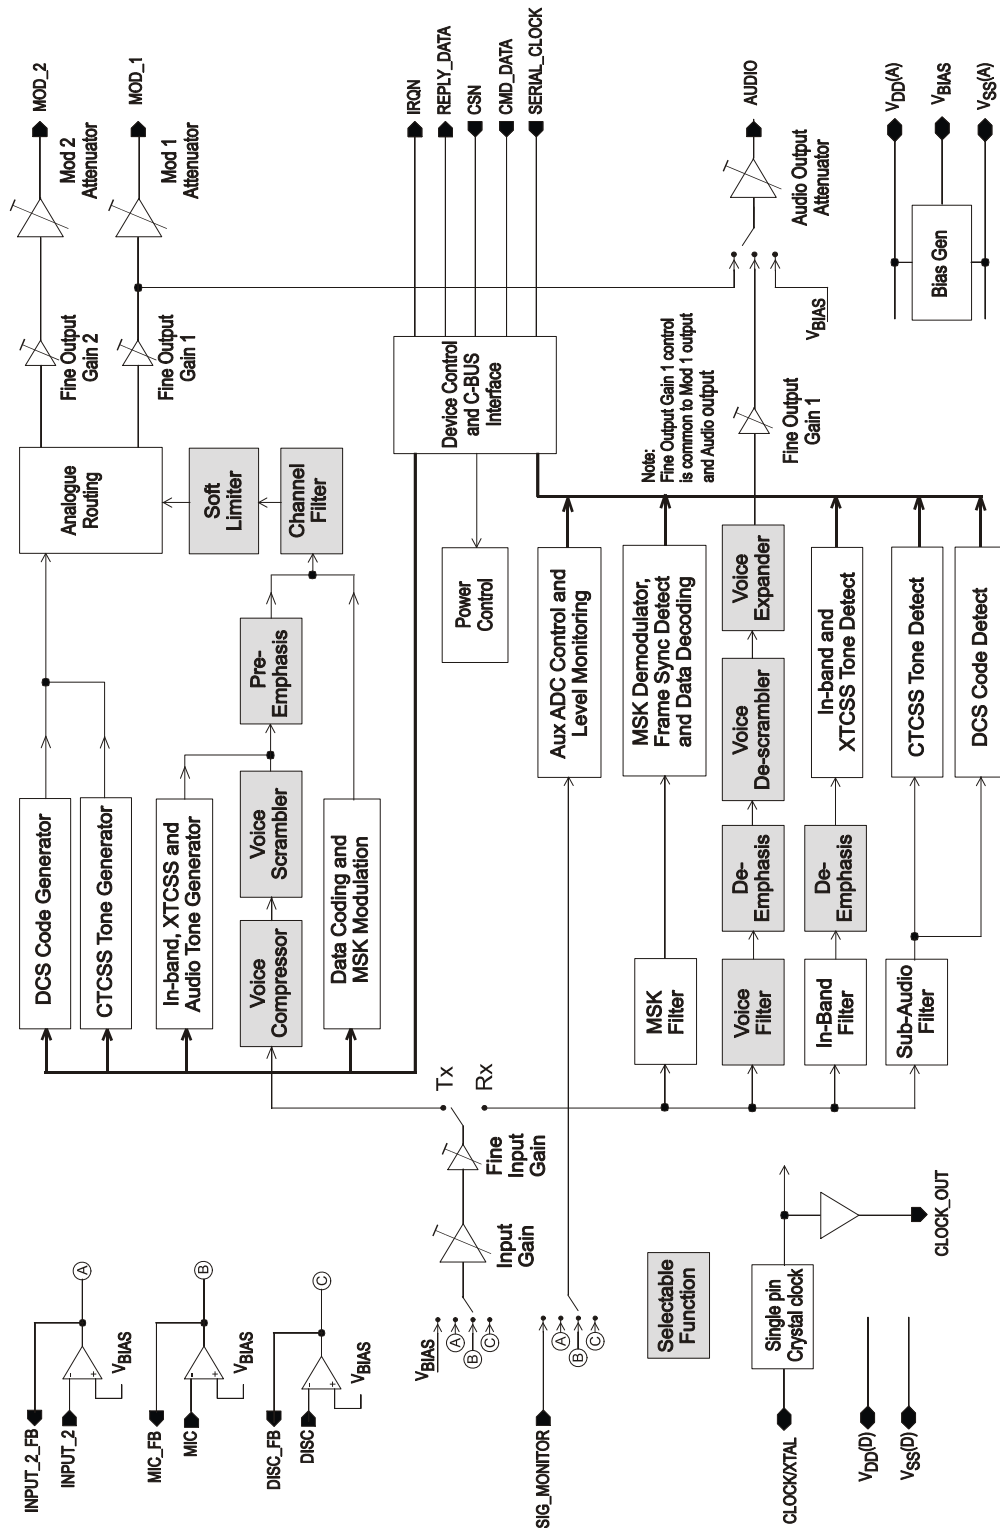 INPUT_2_FB
INPUT_2
VBIAS
A
MIC_FB
MIC
VBIAS
B
DISC_FB
DISC
VBIAS
C
DCS Code Generator
CTCSS Tone Generator
In-band, XTCSS and
Audio Tone Generator
Voice
Compressor
Voice
Scrambler
Pre-
Emphasis
Data Coding and
MSK Modulation
Analogue
Routing
Soft
Limiter
Channel
Filter
Fine Output
Gain 2
Fine Output
Gain 1
Mod 2
Attenuator
Mod 1
Attenuator
MOD_2
MOD_1
VBIAS
A
B
C
Input
Gain
Fine
Input
Gain
Tx
Rx
Power
Control
Device Control
and C-BUS
Interface
IRQN
REPLY_DATA
CSN
CMD_DATA
SERIAL_CLOCK
SIG_MONITOR
A
B
C
Aux ADC Control and
Level Monitoring
MSK
Filter
MSK Demodulator,
Frame Sync Detect
and Data Decoding
Note:
Fine Output Gain 1 control
is common to Mod 1 output
and Audio output
Voice
Filter
De-
Emphasis
Voice
De-scrambler
Voice
Expander
Fine Output
Gain 1
VBIAS
Audio Output
Attenuator
AUDIO
In-Band
Filter
De-
Emphasis
In-band and
XTCSS Tone Detect
Sub-Audio
Filter
CTCSS Tone Detect
DCS Code Detect
Selectable
Function
CLOCK/XTAL
Single pin
Crystal clock
CLOCK_OUT
VDD(D)
VSS(D)
Bias Gen
VDD(A)
VBIAS
VSS(A)